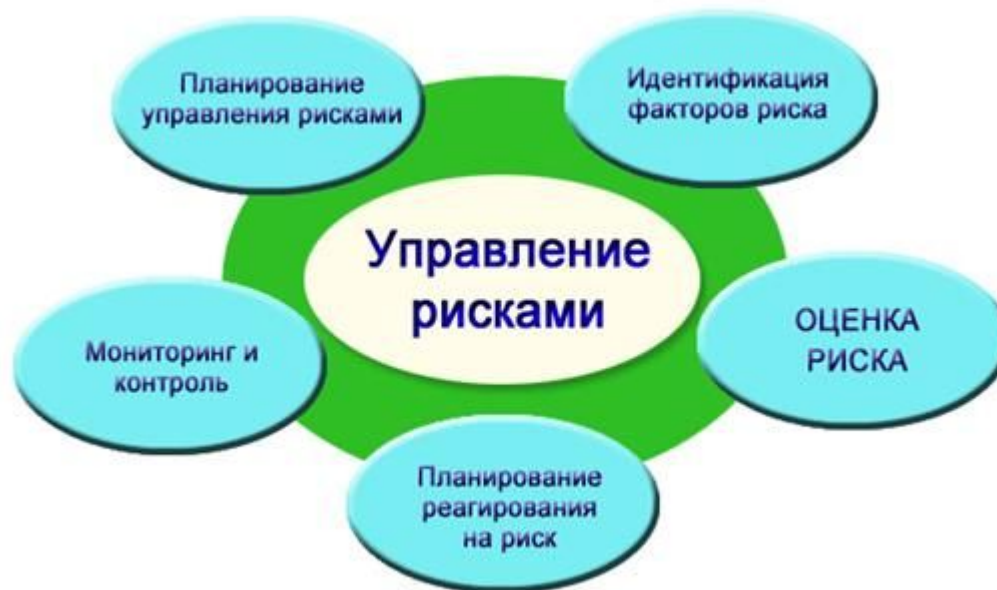 Планирование
управления рисками
Идентификация
факторов риска
Управление
рисками
ОЦЕНКА
РИСКА
Мониторинг и
контроль
Планирование
реагирования
на риск